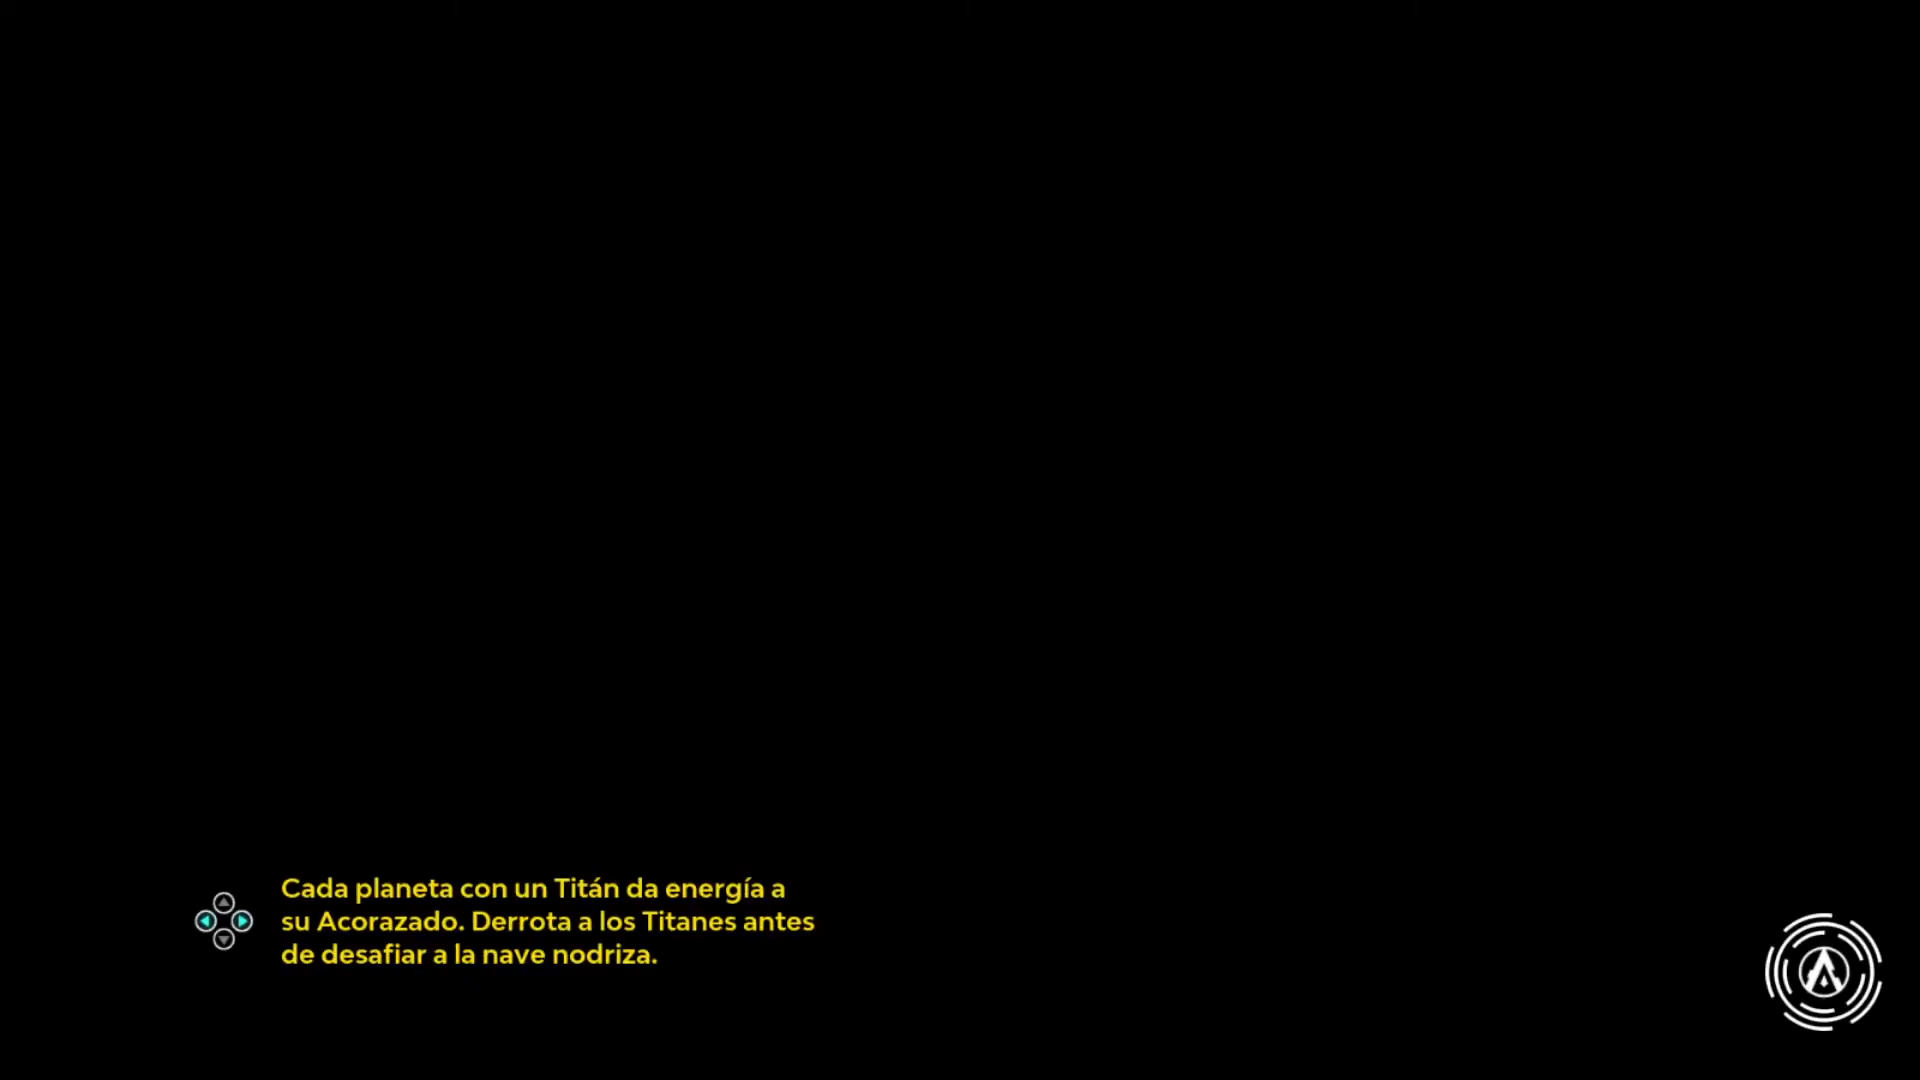 Cada planeta con un Titán da energía a
su Acorazado. Derrota a los Titanes antes
de desafiar a la nave nodriza.